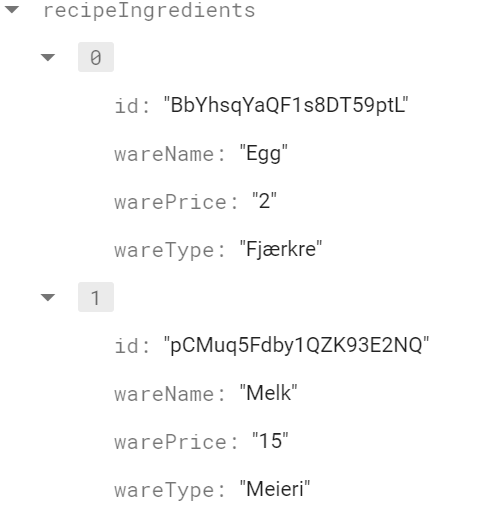 recipeIngredients
0
id: "BbYhsqYaQF1s8DT59ptL"
wareName: "Egg"
warePrice: "2"
wareType: "Fjærkre"
1
id: "pCMuq5Fdby1QZK93E2NQ"
wareName: "Melk"
warePrice: "15"
wareType: "Meieri"